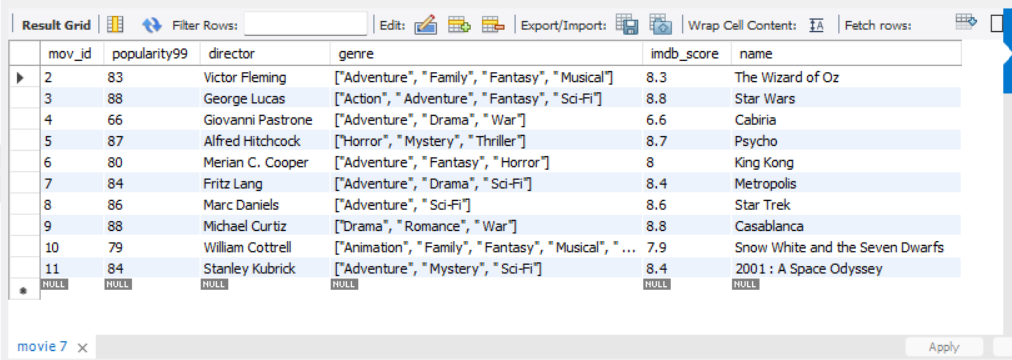 Result Grid Filter Rows: Edit: Export/Import: Wrap Cell Content: IA Fetch rows:
mov_id popularity99 director genre imdb_score name
2 83 Victor Fleming ["Adventure", " Family", " Fantasy", " Musical"] 8.3 The Wizard of Oz
3 88 George Lucas ["Action", " Adventure", " Fantasy", " Sci-Fi"] 8.8 Star Wars
4 66 Giovanni Pastrone ["Adventure", " Drama", " War"] 6.6 Cabiria
5 87 Alfred Hitchcock ["Horror", " Mystery", " Thriller"] 8.7 Psycho
6 80 Merian C. Cooper ["Adventure", " Fantasy", " Horror"] 8 King Kong
7 84 Fritz Lang ["Adventure", " Drama", " Sci-Fi"] 8.4 Metropolis
8 86 Marc Daniels ["Adventure", " Sci-Fi"] 8.6 Star Trek
9 88 Michael Curtiz ["Drama", " Romance", " War"] 8.8 Casablanca
10 79 William Cottrell ["Animation", " Family", " Fantasy", " Musical", " ... 7.9 Snow White and the Seven Dwarfs
11 84 Stanley Kubrick ["Adventure", " Mystery", " Sci-Fi"] 8.4 2001 : A Space Odyssey
NULL NULL NULL NULL NULL NULL
movie 7 Apply